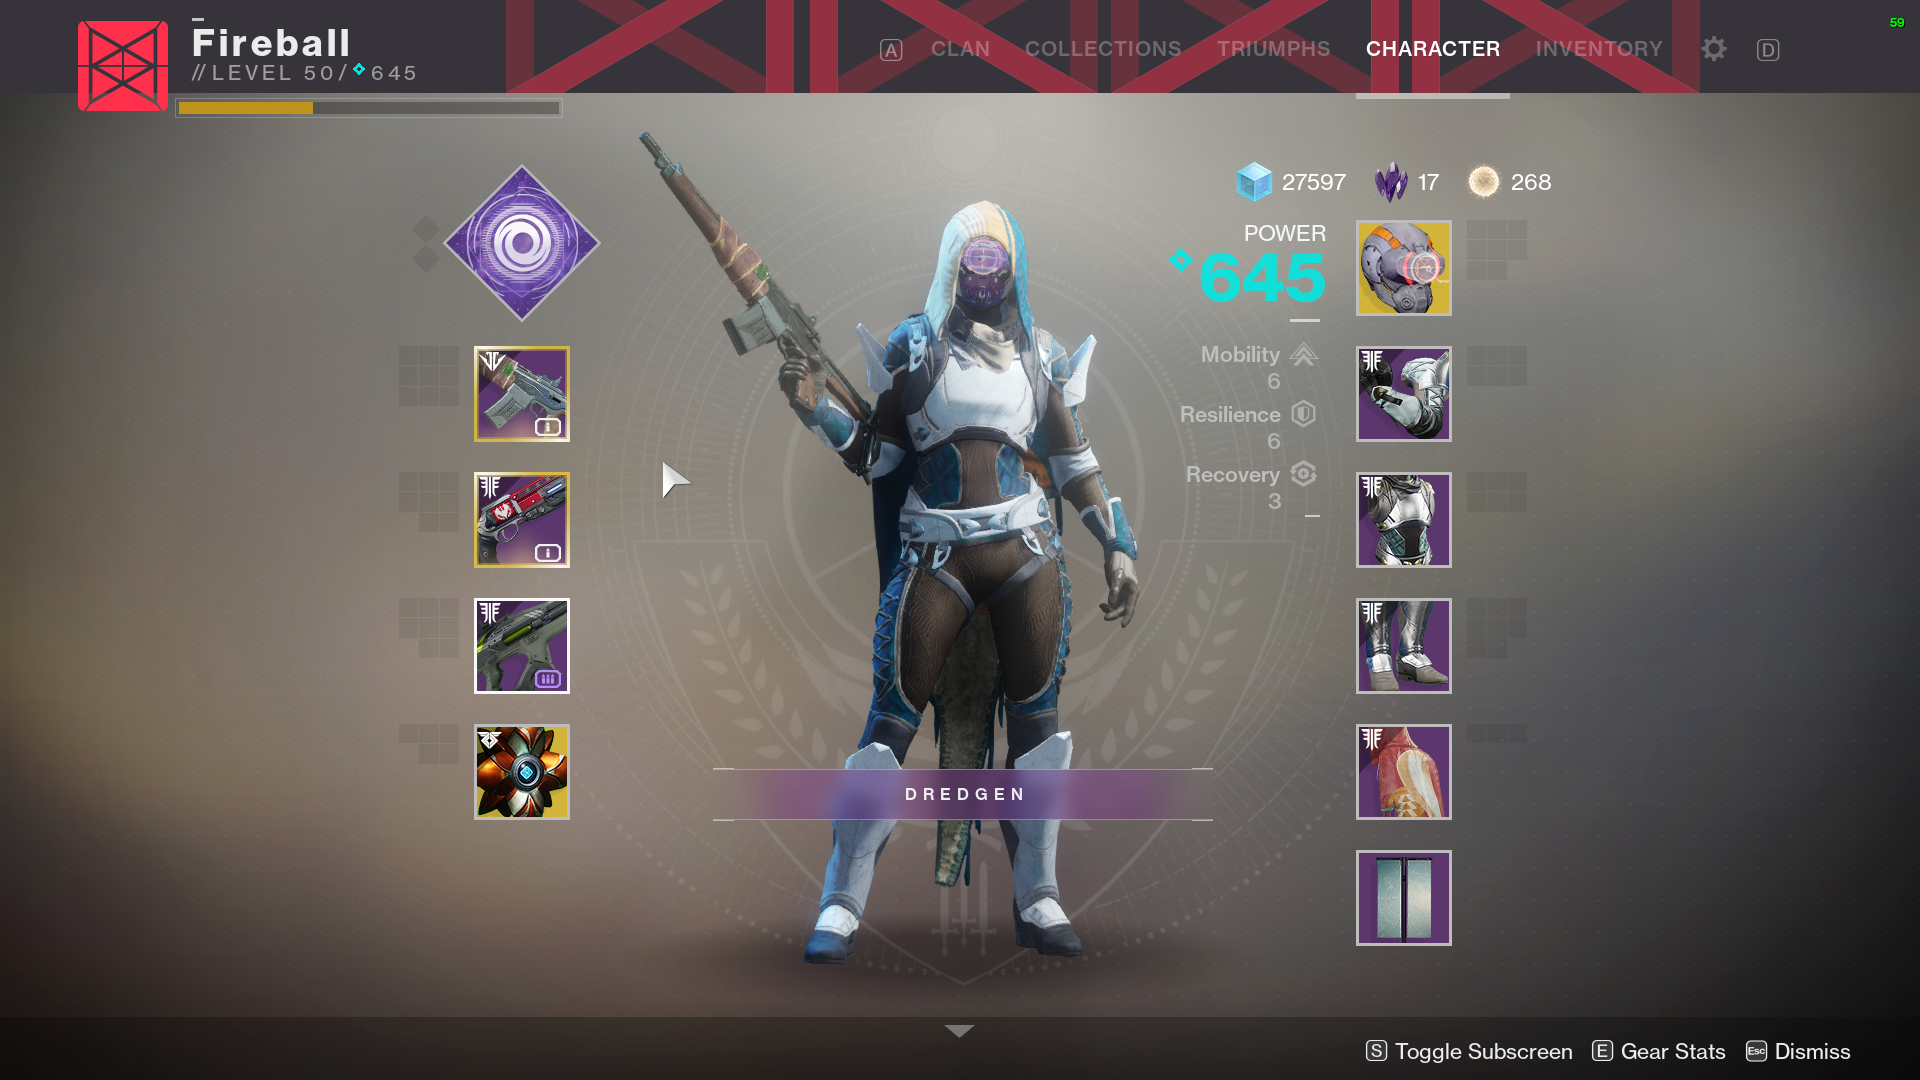 59
Fireball
// LEVEL 50/ 645
A CLAN COLLECTIONS TRIUMPHS CHARACTER INVENTORY D
27597 17 268
POWER
645
Mobility
6
Resilience
6
Recovery
3
DREDGEN
S Toggle Subscreen E Gear Stats Esc Dismiss